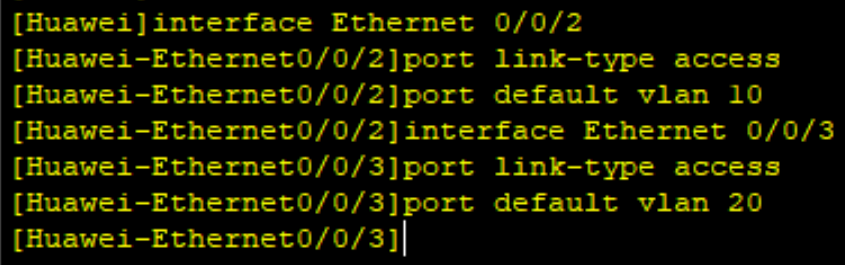 [Huawei]interface Ethernet 0/0/2
[Huawei-Ethernet0/0/2]port link-type access
[Huawei-Ethernet0/0/2]port default vlan 10
[Huawei-Ethernet0/0/2]interface Ethernet 0/0/3
[Huawei-Ethernet0/0/3]port link-type access
[Huawei-Ethernet0/0/3]port default vlan 20
[Huawei-Ethernet0/0/3]